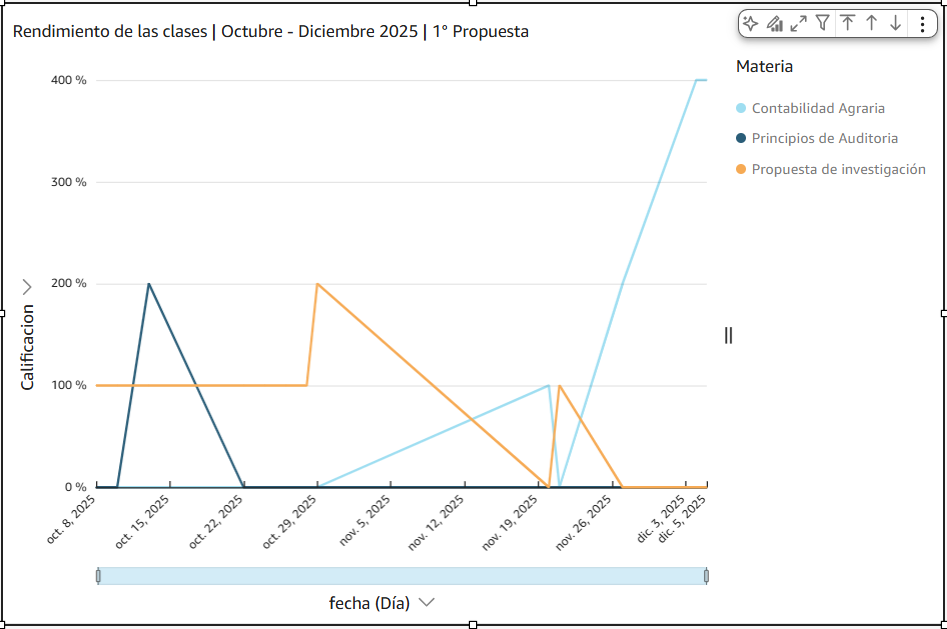 Rendimiento de las clases | Octubre - Diciembre 2025 | 1° Propuesta
Materia
Contabilidad Agraria
Principios de Auditoria
Propuesta de investigación
Calificacion
400 %
300 %
200 %
100 %
0 %
oct. 8, 2025
oct. 15, 2025
oct. 22, 2025
oct. 29, 2025
nov. 5, 2025
nov. 12, 2025
nov. 19, 2025
nov. 26, 2025
dic. 3, 2025
dic. 5, 2025
fecha (Día)